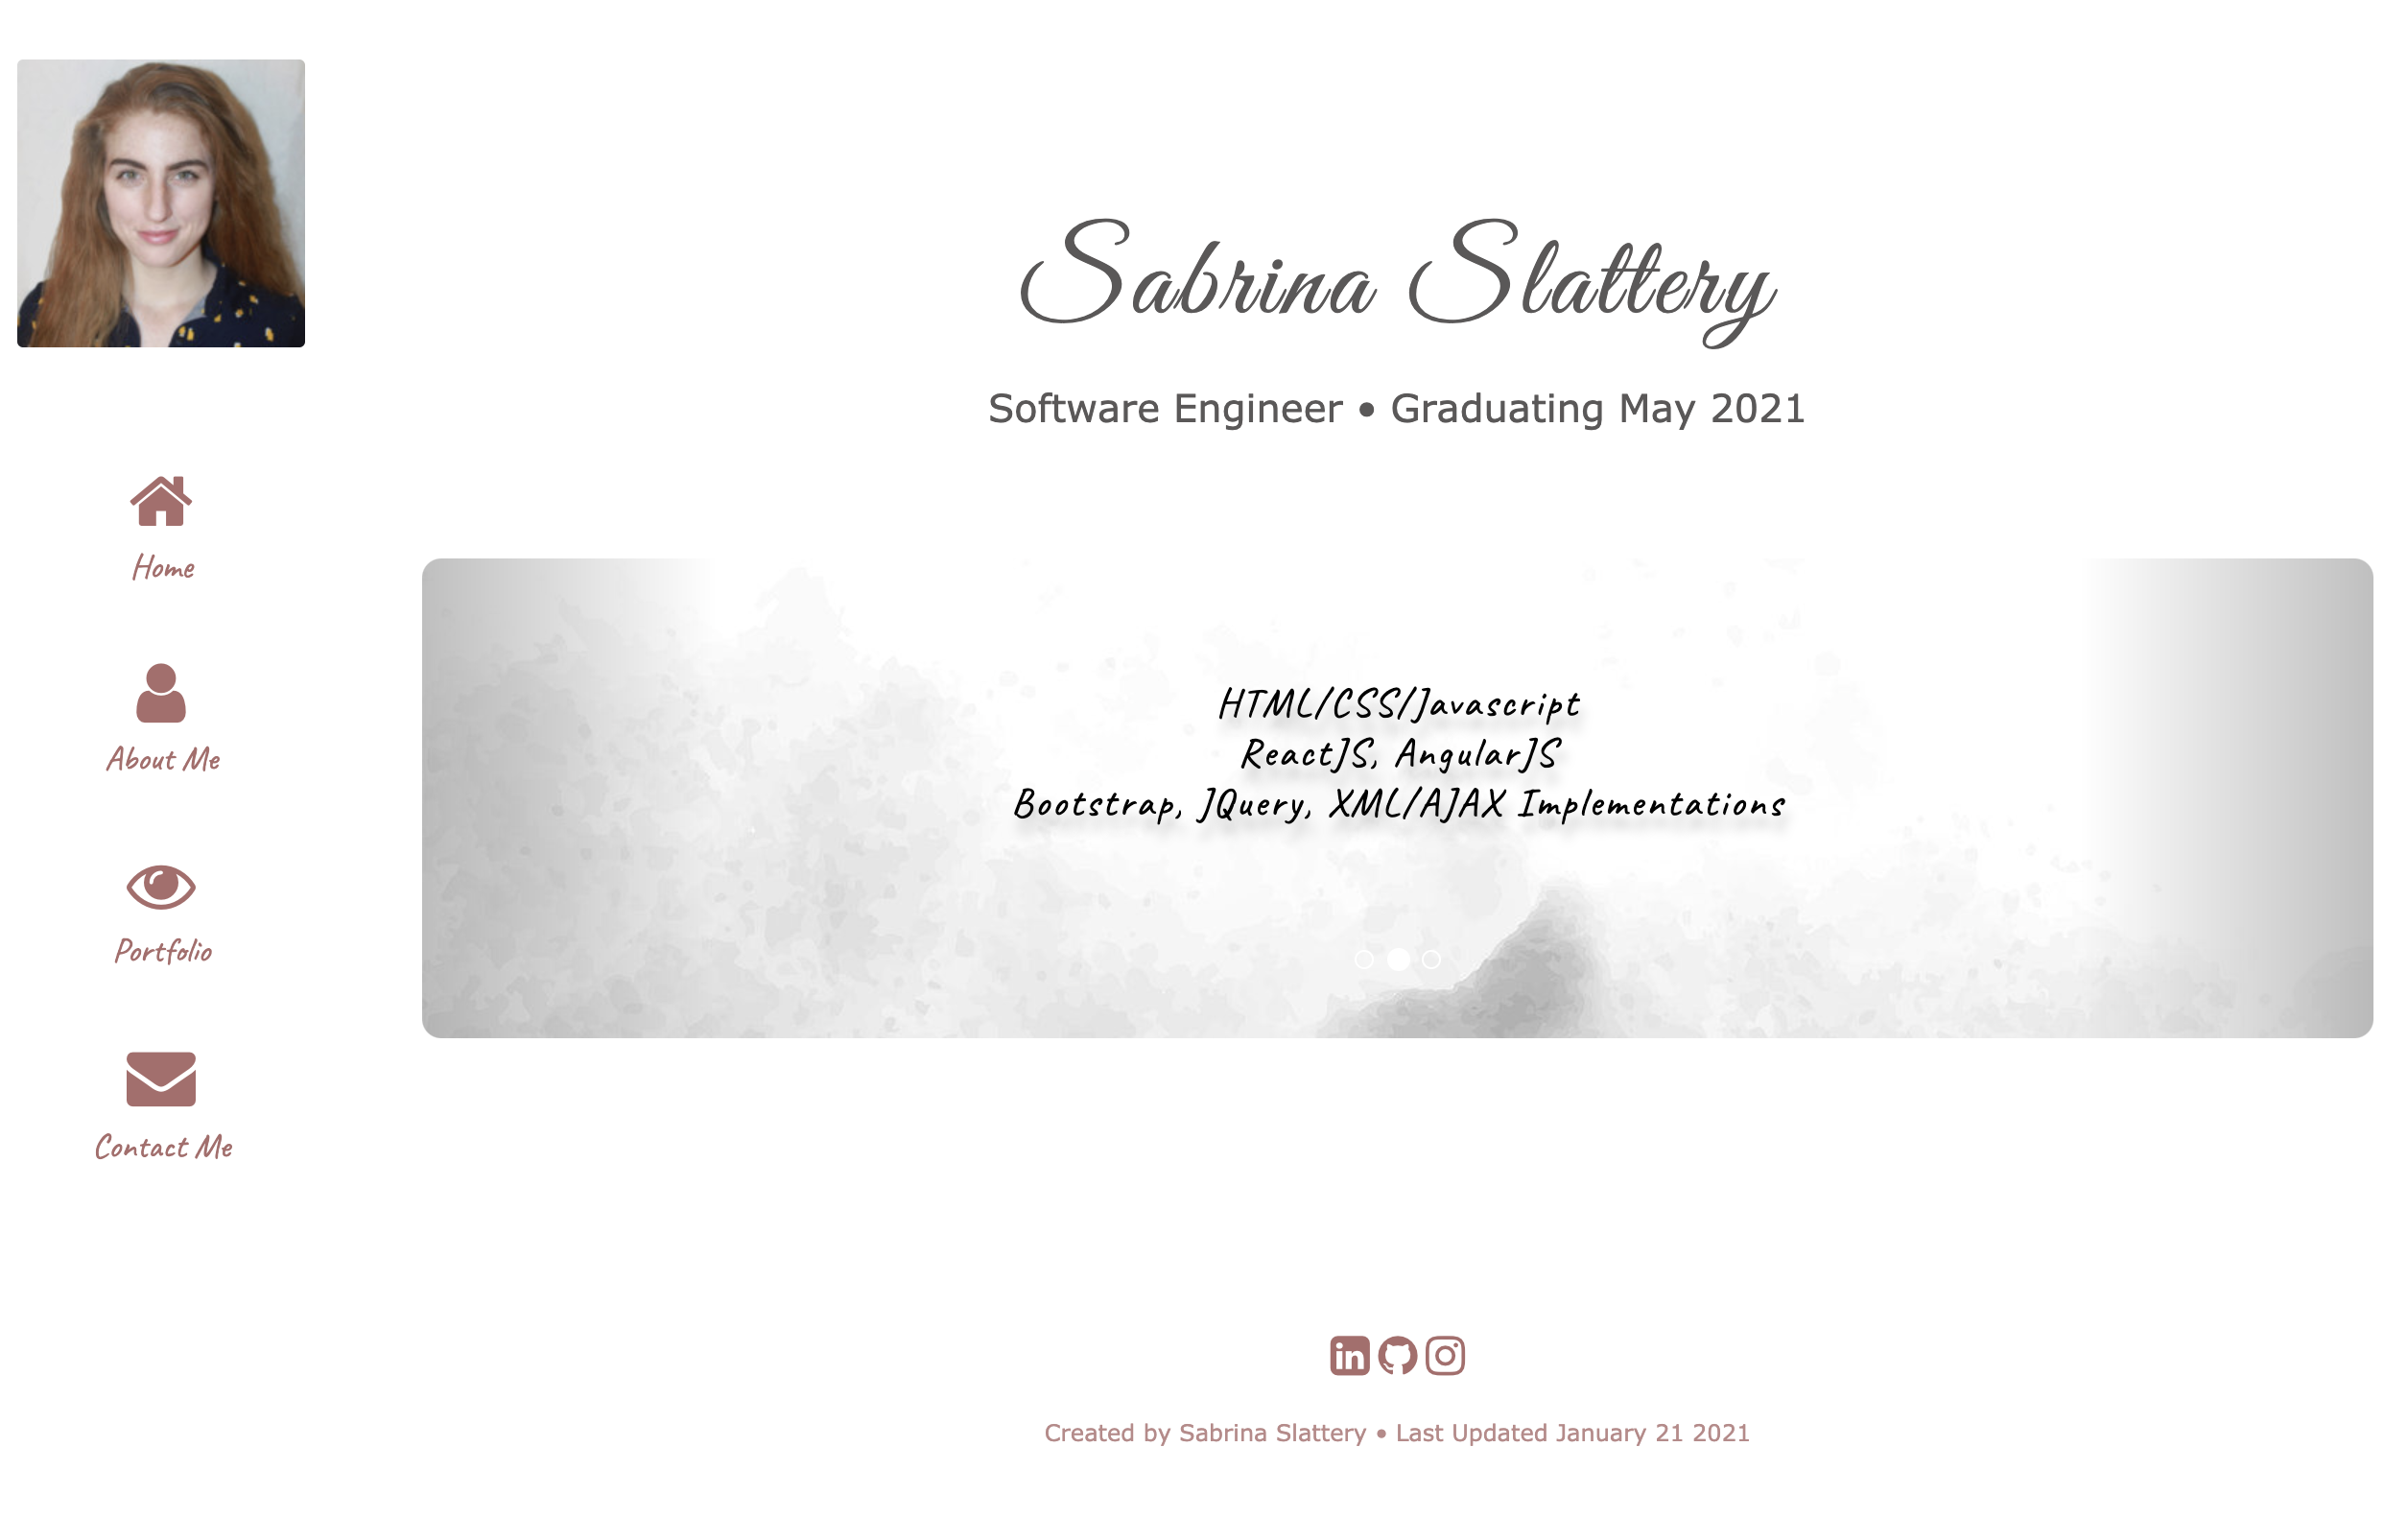 Sabrina Slattery
Software Engineer • Graduating May 2021
Home
About Me
Portfolio
Contact Me
HTML/CSS/Javascript
ReactJS, AngularJS
Bootstrap, JQuery, XML/AJAX Implementations
in
Created by Sabrina Slattery • Last Updated January 21 2021